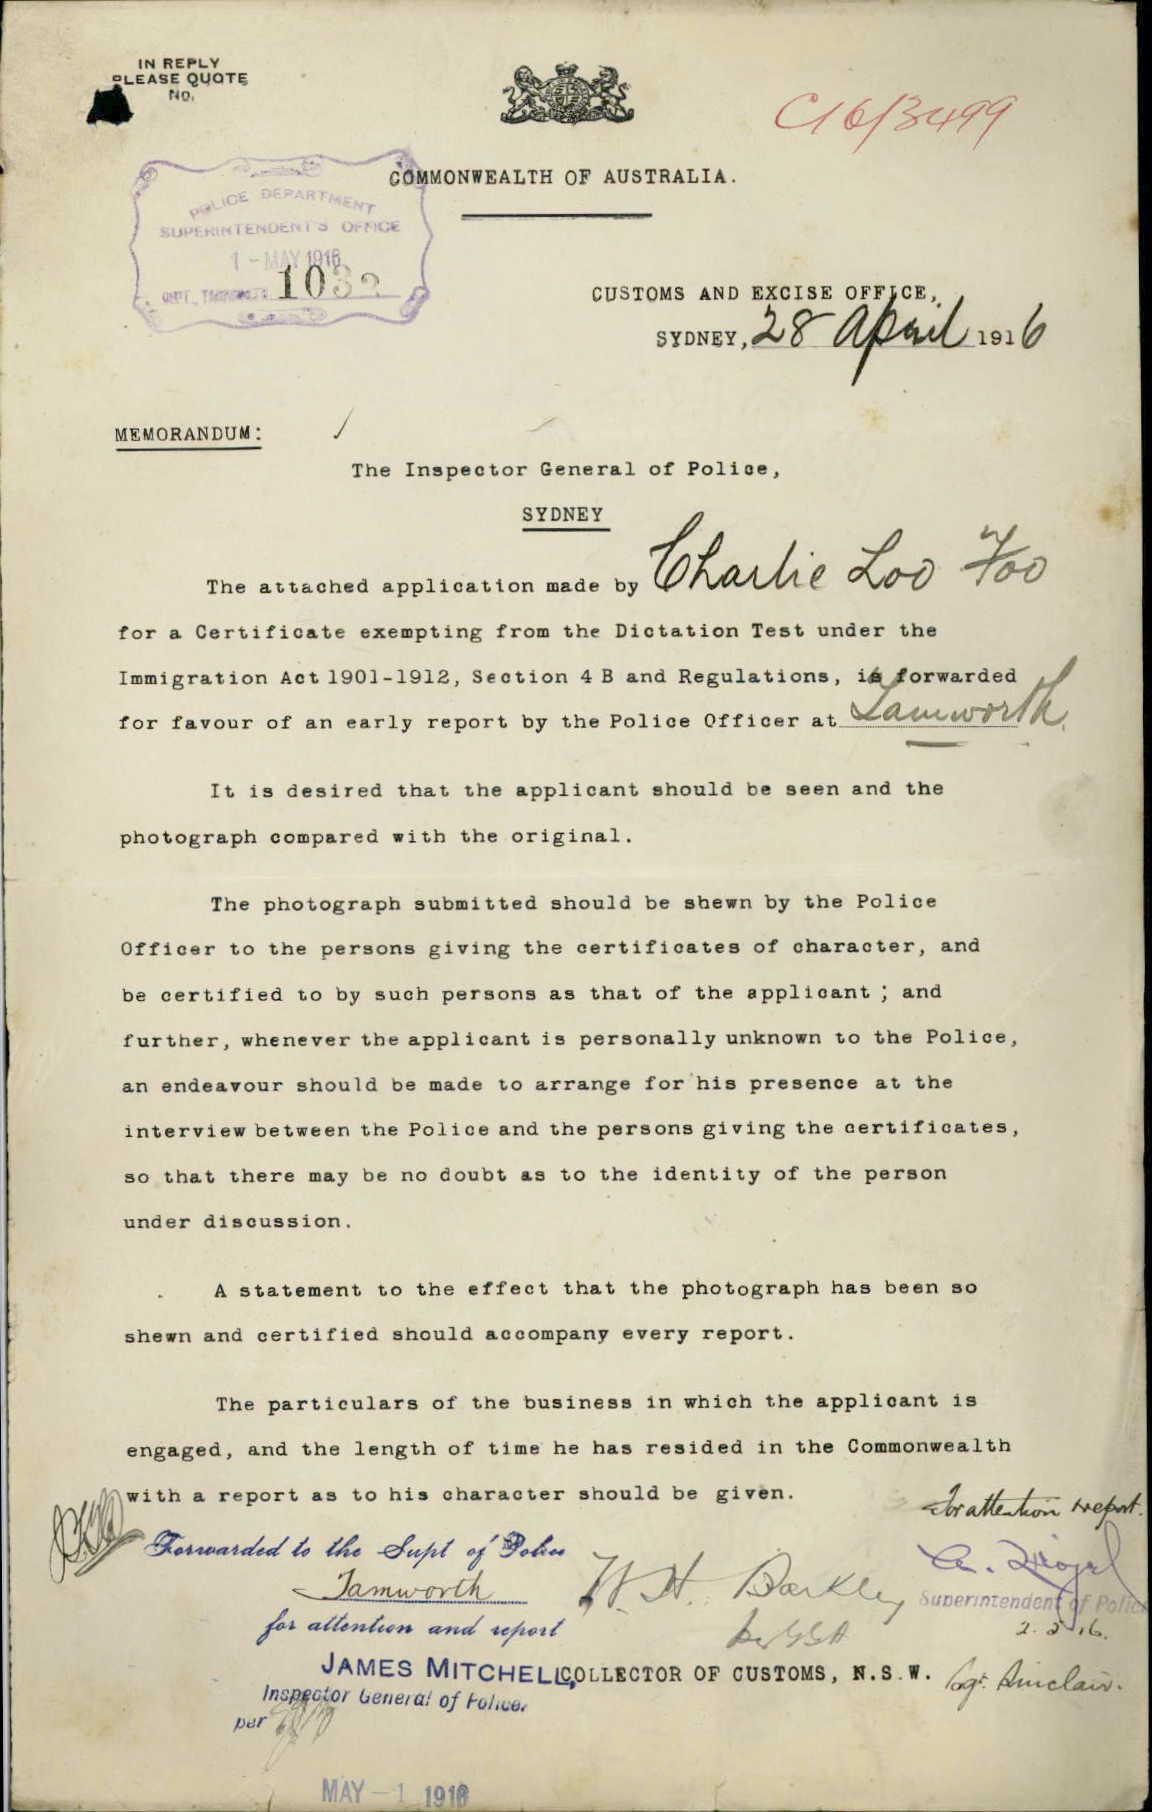 IN REPLY
PLEASE QUOTE
No.
C16/3499
COMMONWEALTH OF AUSTRALIA.
POLICE DEPARTMENT
SUPERINTENDENT'S OFFICE
1 - MAY 1916
1032
CUSTOMS AND EXCISE OFFICE,
SYDNEY, 28 April 1916
MEMORANDUM:
The Inspector General of Police,
SYDNEY
The attached application made by Charlie Loo Foo
for a Certificate exempting from the Dictation Test under the
Immigration Act 1901-1912, Section 4 B and Regulations, is forwarded
for favour of an early report by the Police Officer at Tamworth.
It is desired that the applicant should be seen and the
photograph compared with the original.
The photograph submitted should be shewn by the Police
Officer to the persons giving the certificates of character, and
be certified to by such persons as that of the applicant; and
further, whenever the applicant is personally unknown to the Police,
an endeavour should be made to arrange for his presence at the
interview between the Police and the persons giving the certificates,
so that there may be no doubt as to the identity of the person
under discussion.
A statement to the effect that the photograph has been so
shewn and certified should accompany every report.
The particulars of the business in which the applicant is
engaged, and the length of time he has resided in the Commonwealth
with a report as to his character should be given.
For attention & report.
Forwarded to the Supt of Police
Tamworth
for attention and report
W. H. Barkley
Superintendent of Police
2.5.16.
JAMES MITCHELL,
COLLECTOR OF CUSTOMS, N.S.W.
Sgt. Sinclair.
Inspector General of Police.
per
MAY - 1 1916